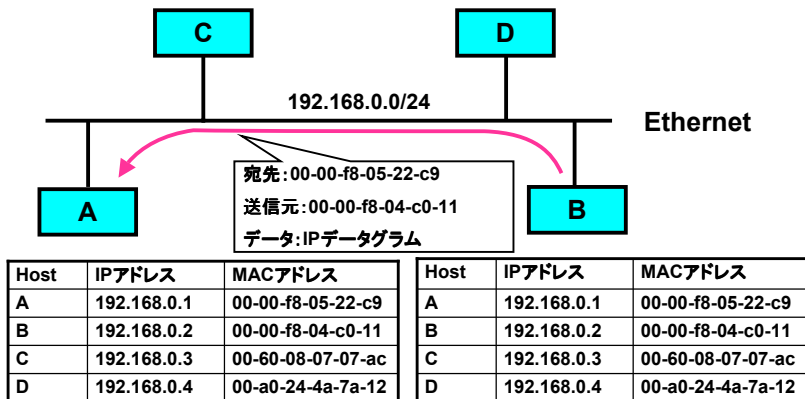 C
D
192.168.0.0/24
Ethernet
宛先:00-00-f8-05-22-c9
送信元:00-00-f8-04-c0-11
データ:IPデータグラム
A
B
Host IPアドレス MACアドレス
A 192.168.0.1 00-00-f8-05-22-c9
B 192.168.0.2 00-00-f8-04-c0-11
C 192.168.0.3 00-60-08-07-07-ac
D 192.168.0.4 00-a0-24-4a-7a-12
Host IPアドレス MACアドレス
A 192.168.0.1 00-00-f8-05-22-c9
B 192.168.0.2 00-00-f8-04-c0-11
C 192.168.0.3 00-60-08-07-07-ac
D 192.168.0.4 00-a0-24-4a-7a-12